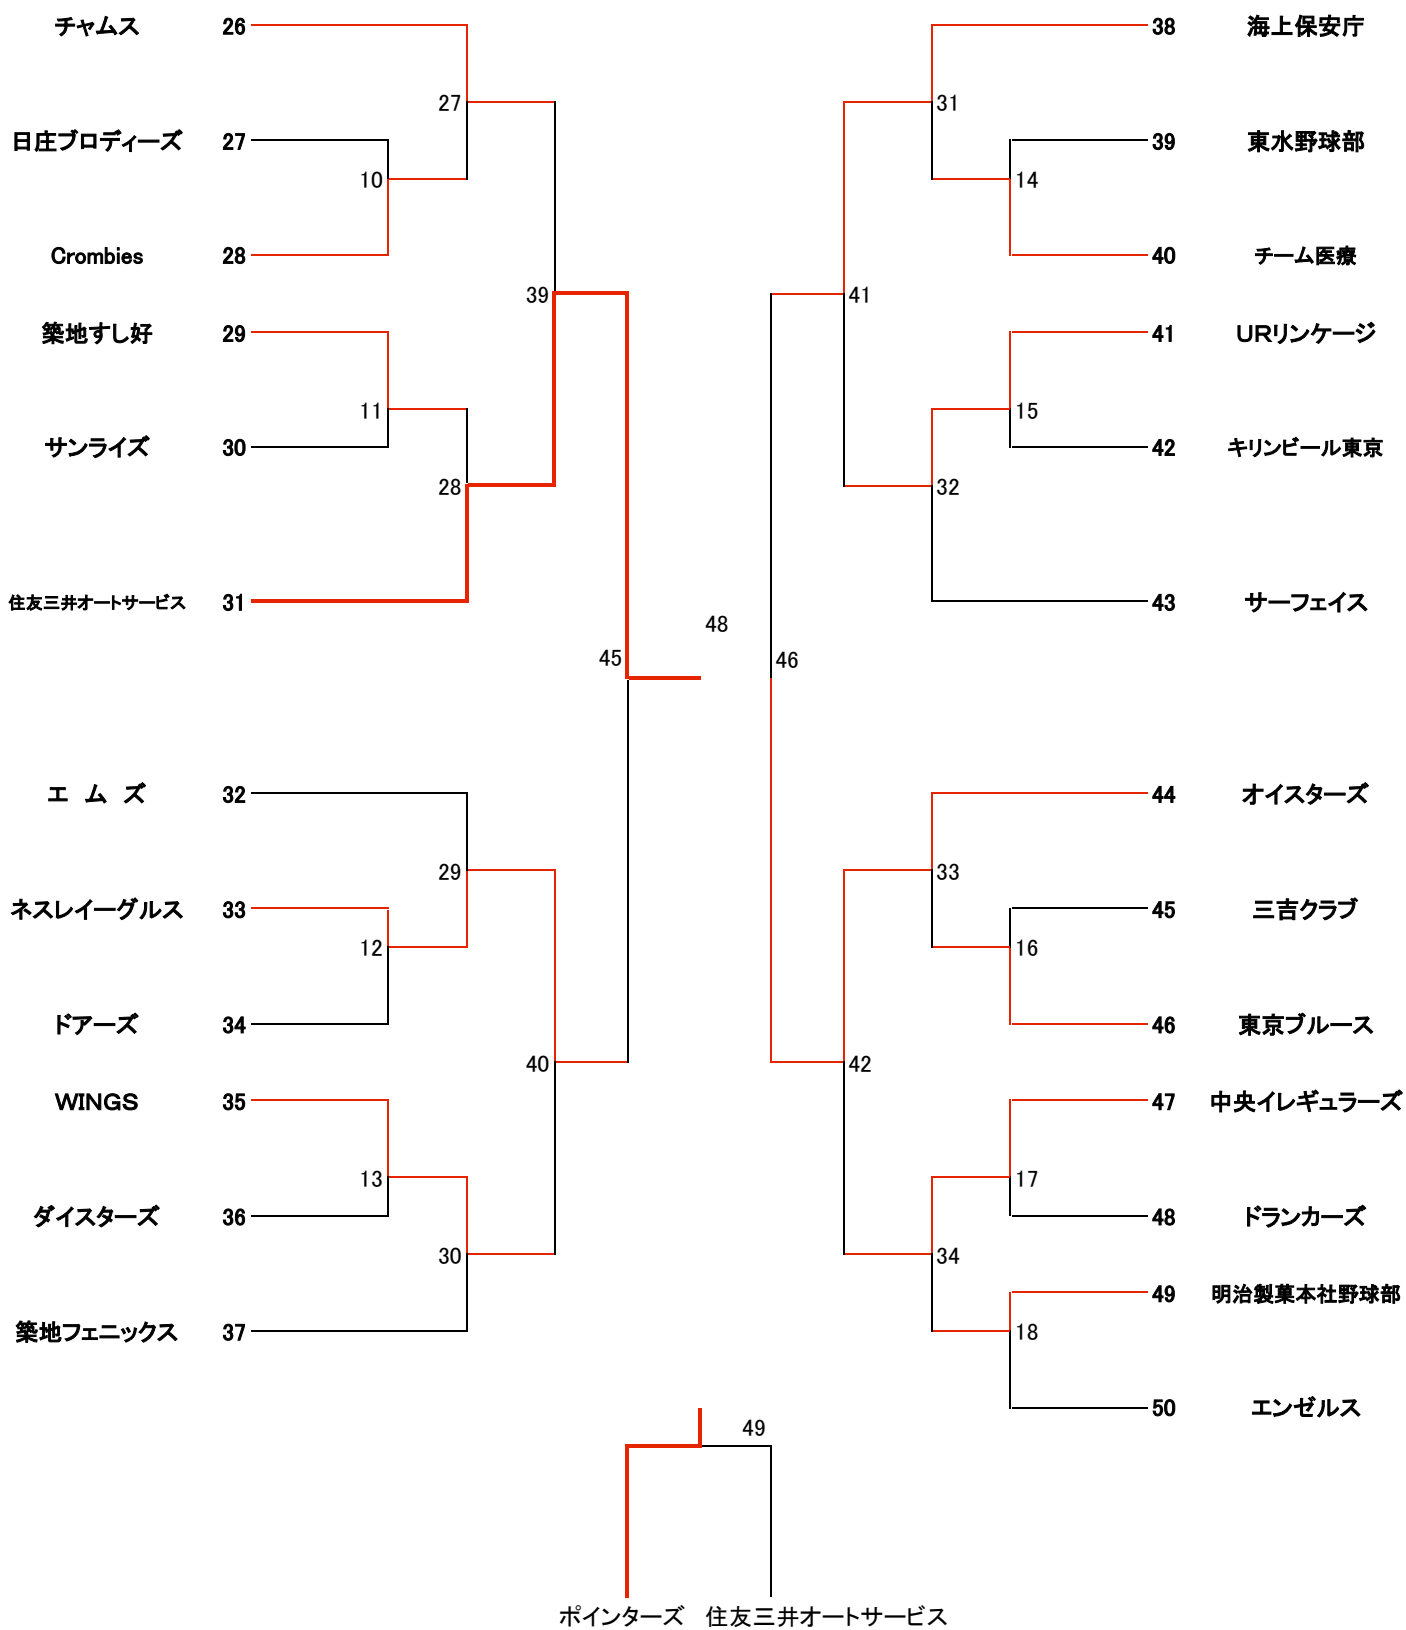 チャムス 26
38 海上保安庁
27
31
日庄ブロディーズ 27
39 東水野球部
10
14
Crombies 28
40 チーム医療
39
41
築地すし好 29
41 URリンケージ
11
15
サンライズ 30
42 キリンビール東京
28
32
住友三井オートサービス 31
43 サーフェイス
48
45
46
エ ム ズ 32
44 オイスターズ
29
33
ネスレイーグルス 33
45 三吉クラブ
12
16
ドアーズ 34
46 東京ブルース
40
42
WINGS 35
47 中央イレギュラーズ
13
17
ダイスターズ 36
48 ドランカーズ
30
34
49 明治製菓本社野球部
築地フェニックス 37
18
50 エンゼルス
49
ポインターズ 住友三井オートサービス